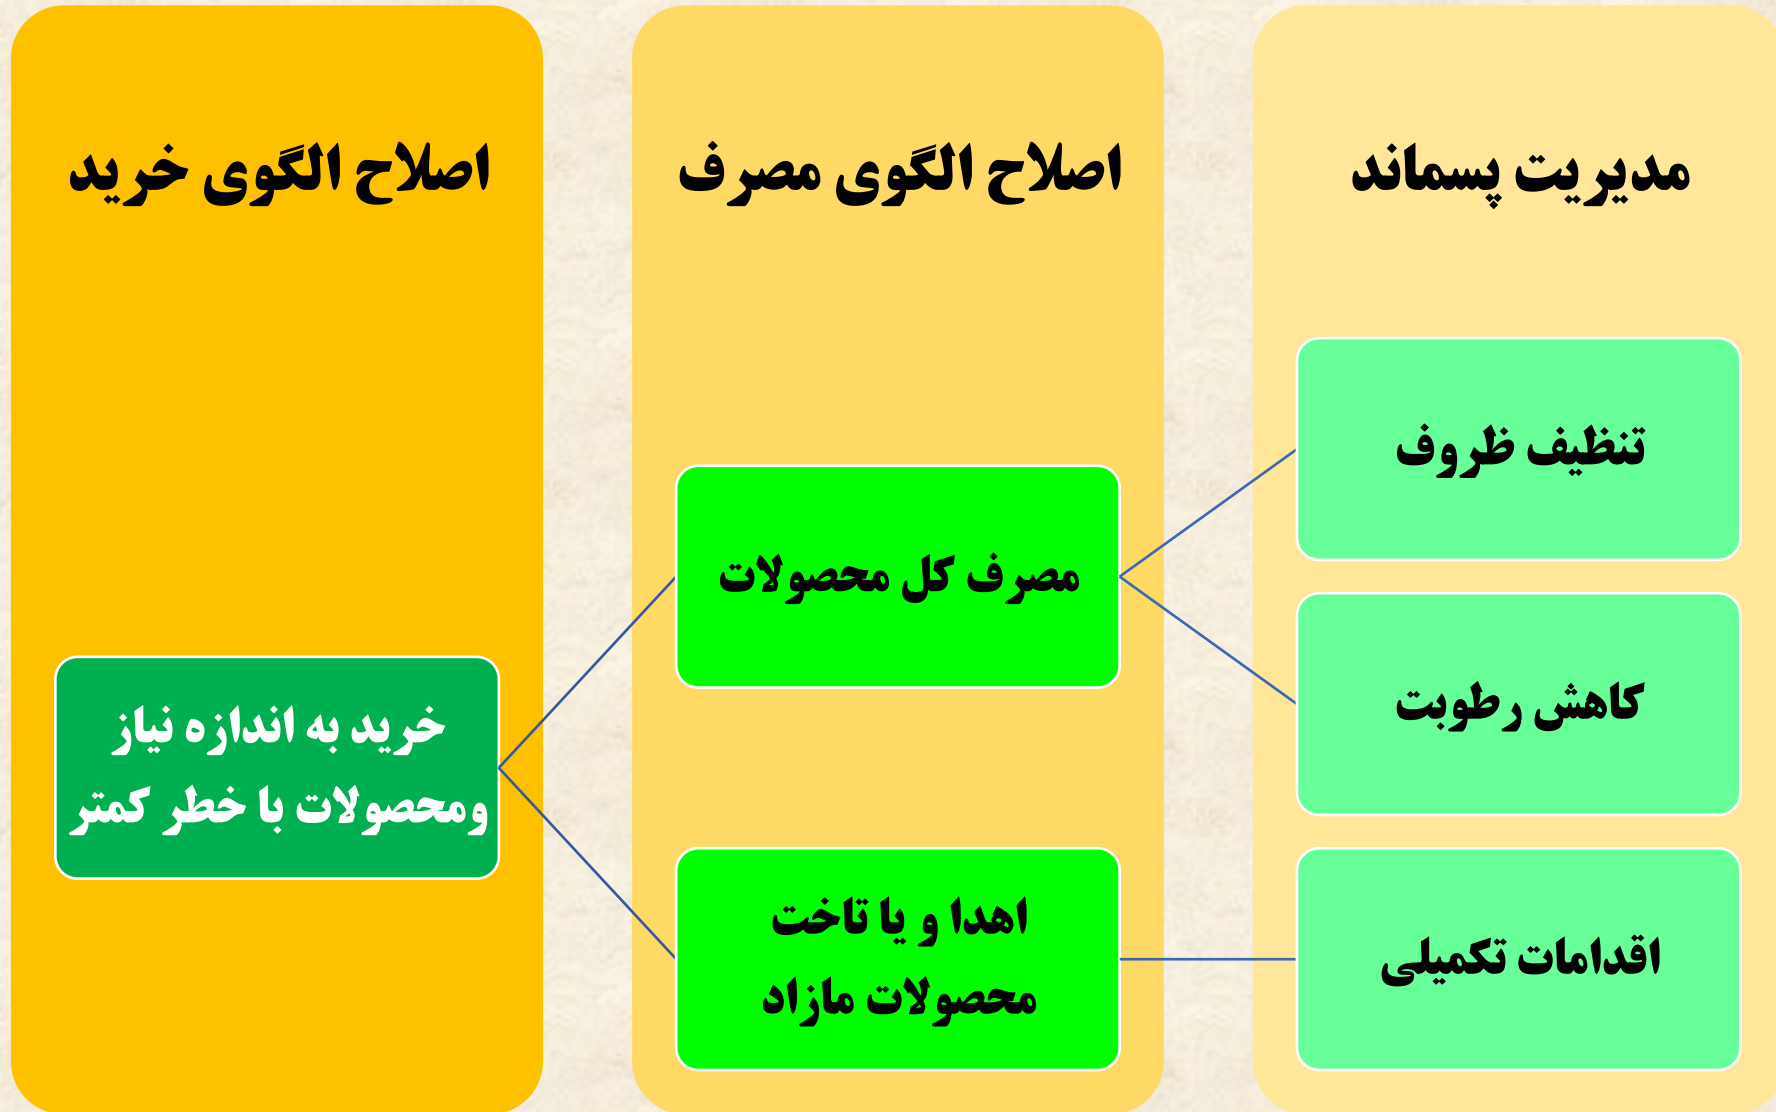 اصلاح الگوی خرید
اصلاح الگوی مصرف
مدیریت پسماند
خرید به اندازه نیاز
ومحصولات با خطر کمتر
مصرف کل محصولات
اهدا و یا تاخت
محصولات مازاد
تنظیف ظروف
کاهش رطوبت
اقدامات تکمیلی